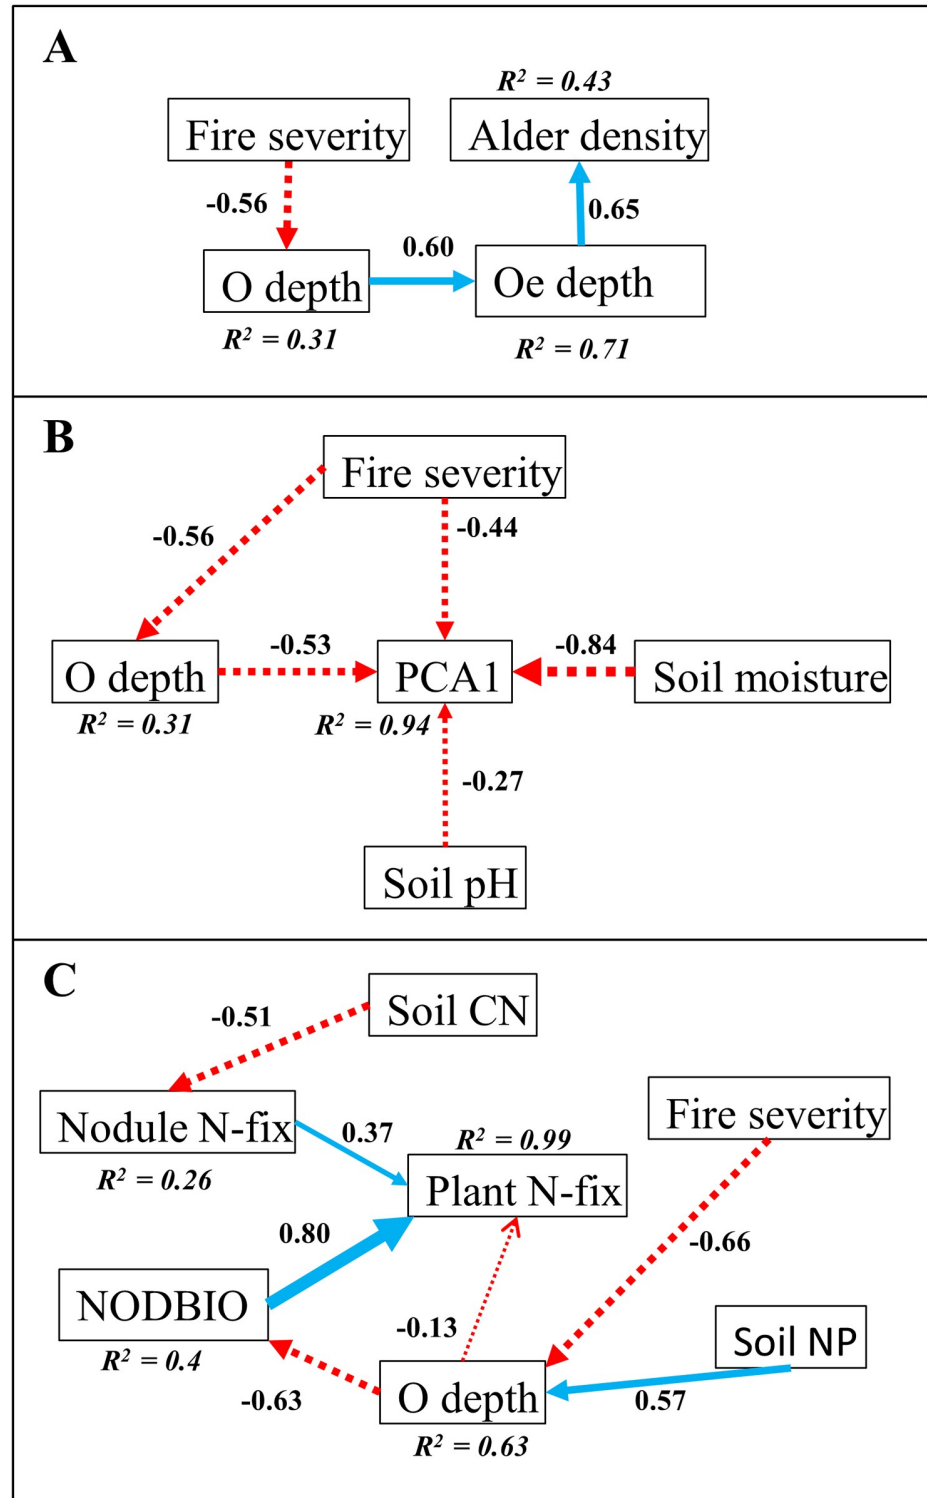 A
R² = 0.43
Fire severity
Alder density
-0.56
0.65
0.60
O depth
Oe depth
R² = 0.31
R² = 0.71
B
Fire severity
-0.56
-0.44
-0.53
-0.84
O depth
PCA1
Soil moisture
R² = 0.31
R² = 0.94
-0.27
Soil pH
C
Soil CN
-0.51
Fire severity
Nodule N-fix
0.37
R² = 0.99
R² = 0.26
Plant N-fix
0.80
-0.66
NODBIO
-0.13
Soil NP
R² = 0.4
O depth
-0.63
0.57
R² = 0.63